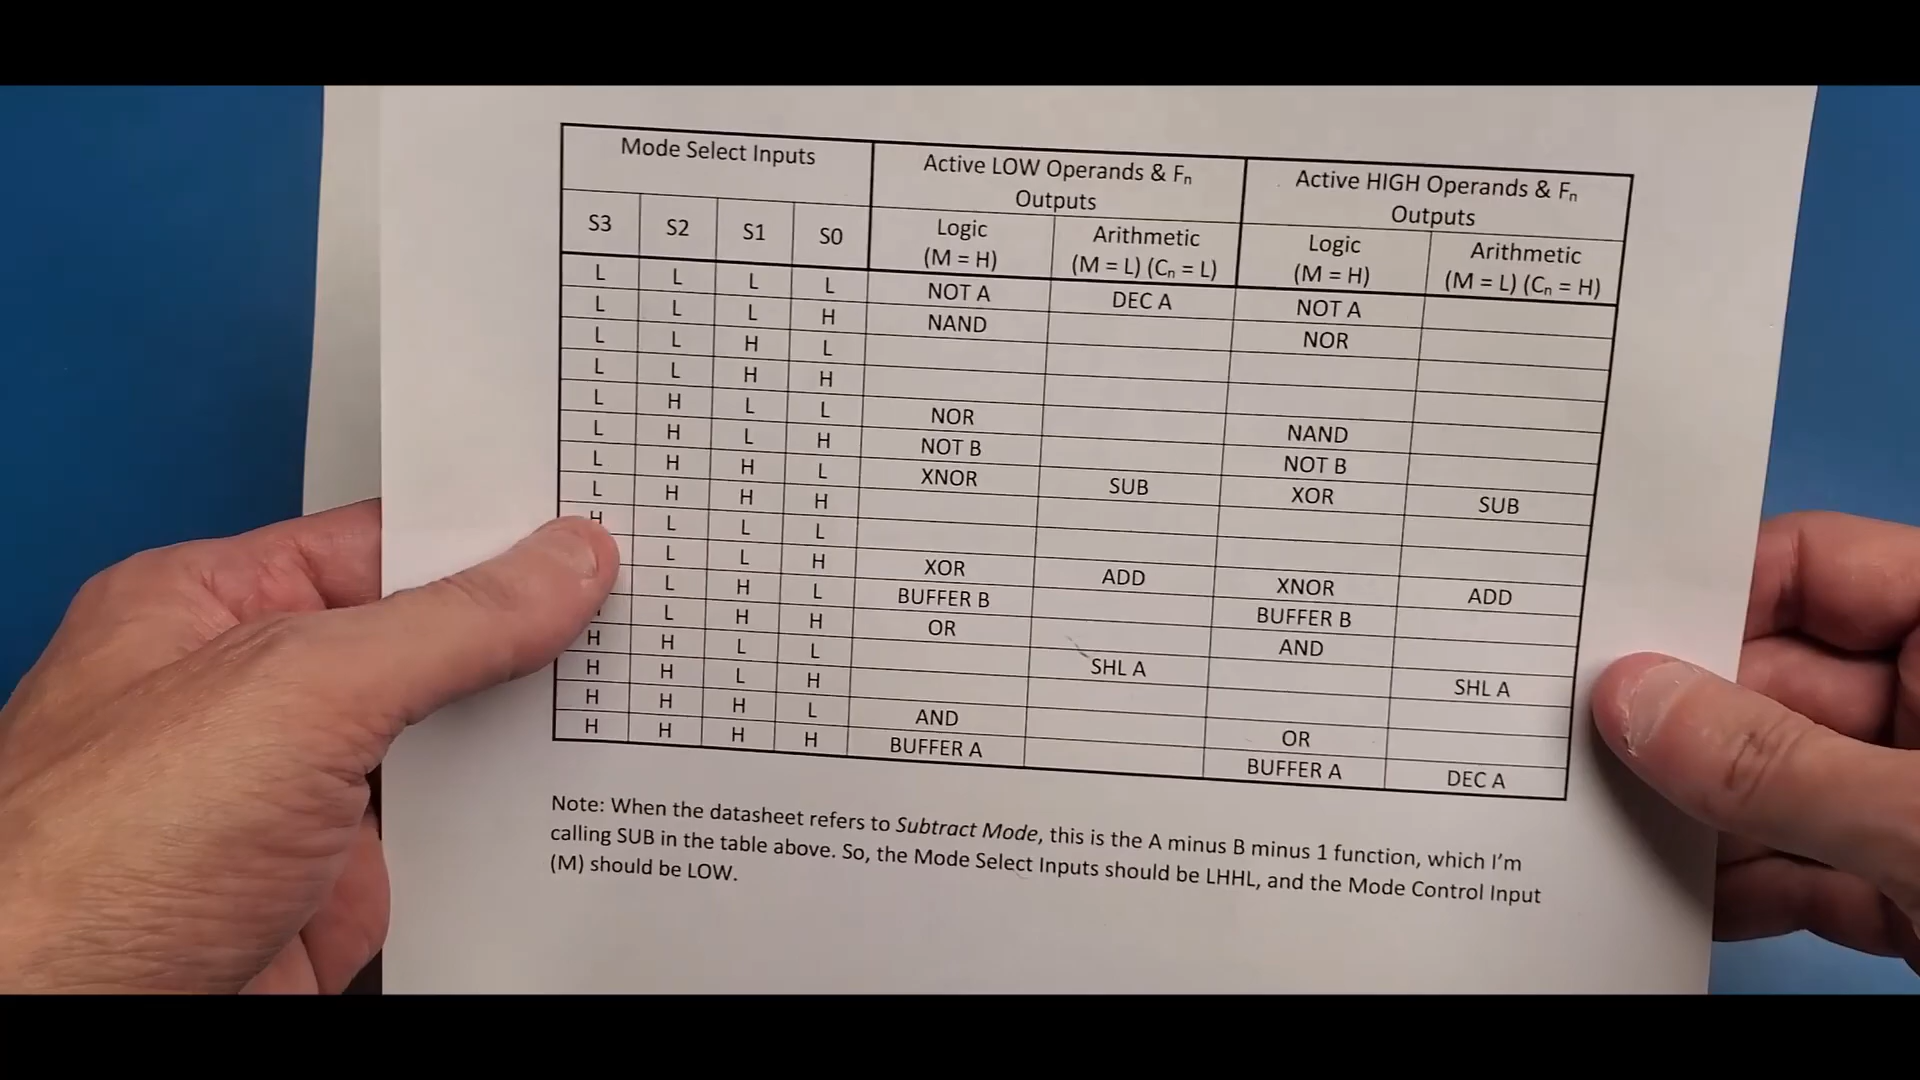 Mode Select Inputs Active LOW Operands & Fn Outputs Active HIGH Operands & Fn Outputs
S3 S2 S1 S0 Logic (M = H) Arithmetic (M = L) (Cn = L) Logic (M = H) Arithmetic (M = L) (Cn = H)
L L L L NOT A DEC A NOT A
L L L H NAND NOR
L L H L
L L H H
L H L L NOR NAND
L H L H NOT B NOT B
L H H L XNOR SUB XOR SUB
L H H H
H L L L
L L H XOR ADD XNOR ADD
L H L BUFFER B BUFFER B
L H H OR AND
H H L L SHL A SHL A
H H L H
H H H L AND OR
H H H H BUFFER A BUFFER A DEC A
Note: When the datasheet refers to Subtract Mode, this is the A minus B minus 1 function, which I'm
calling SUB in the table above. So, the Mode Select Inputs should be LHHL, and the Mode Control Input
(M) should be LOW.